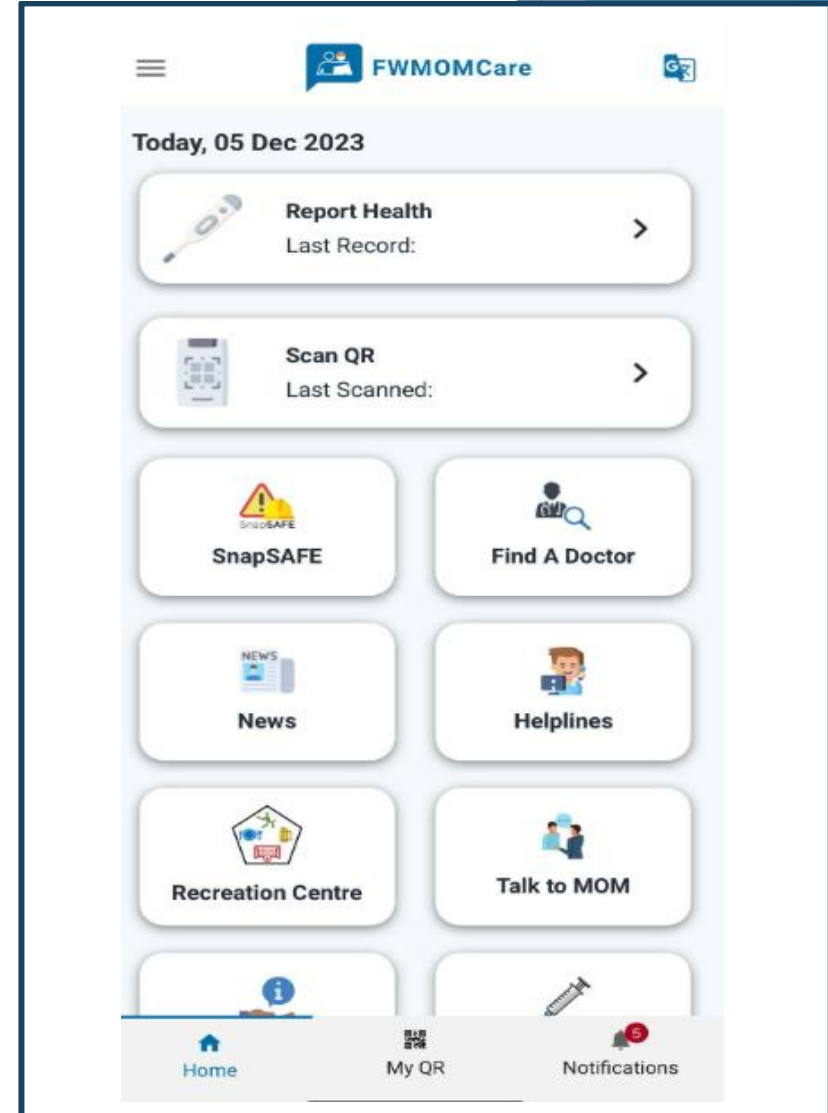 FWMOMCare
Today, 05 Dec 2023
Report Health
Last Record:
Scan QR
Last Scanned:
SnapSAFE
SnapSAFE
Find A Doctor
NEWS
News
Helplines
Recreation Centre
Talk to MOM
5
Home
My QR
Notifications